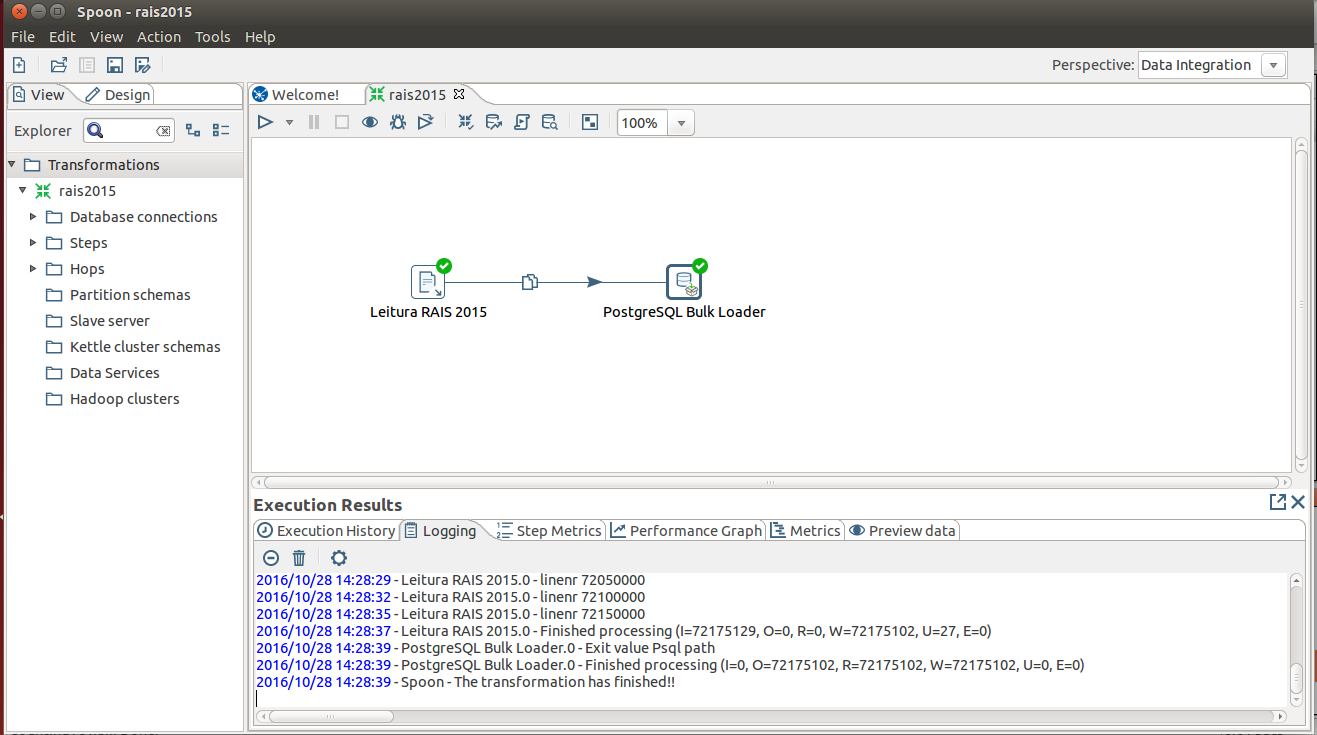 Spoon - rais2015
File Edit View Action Tools Help
Perspective: Data Integration
View Design
Explorer
Transformations
rais2015
Database connections
Steps
Hops
Partition schemas
Slave server
Kettle cluster schemas
Data Services
Hadoop clusters
Welcome! rais2015
100%
Leitura RAIS 2015
PostgreSQL Bulk Loader
Execution Results
Execution History Logging Step Metrics Performance Graph Metrics Preview data
2016/10/28 14:28:29 - Leitura RAIS 2015.0 - linenr 72050000
2016/10/28 14:28:32 - Leitura RAIS 2015.0 - linenr 72100000
2016/10/28 14:28:35 - Leitura RAIS 2015.0 - linenr 72150000
2016/10/28 14:28:37 - Leitura RAIS 2015.0 - Finished processing (I=72175129, O=0, R=0, W=72175102, U=27, E=0)
2016/10/28 14:28:39 - PostgreSQL Bulk Loader.0 - Exit value Psql path
2016/10/28 14:28:39 - PostgreSQL Bulk Loader.0 - Finished processing (I=0, O=72175102, R=72175102, W=72175102, U=0, E=0)
2016/10/28 14:28:39 - Spoon - The transformation has finished!!